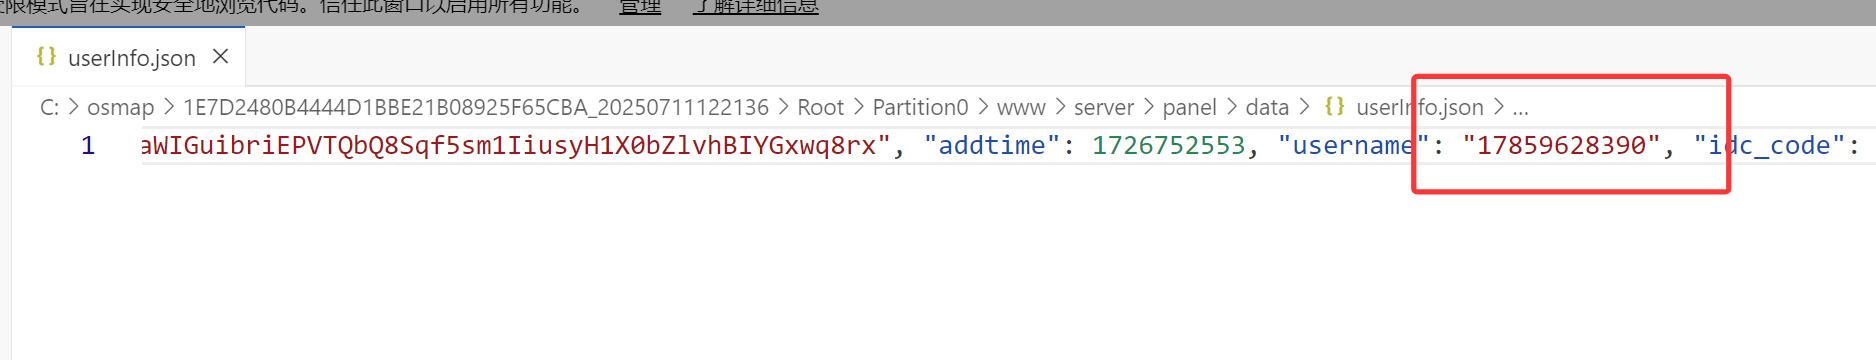 限模式旨在实现安全地浏览代码。信任此窗口以启用所有功能。 管理 了解详细信息
{} userInfo.json ×
C: > osmap > 1E7D2480B4444D1BBE21B08925F65CBA_20250711122136 > Root > Partition0 > www > server > panel > data > {} userInfo.json > ...
1 aWIGuibriEPVTQbQ8Sqf5sm1IiusyH1X0bZlvhBIYGxwq8rx", "addtime": 1726752553, "username": "17859628390", "idc_code":